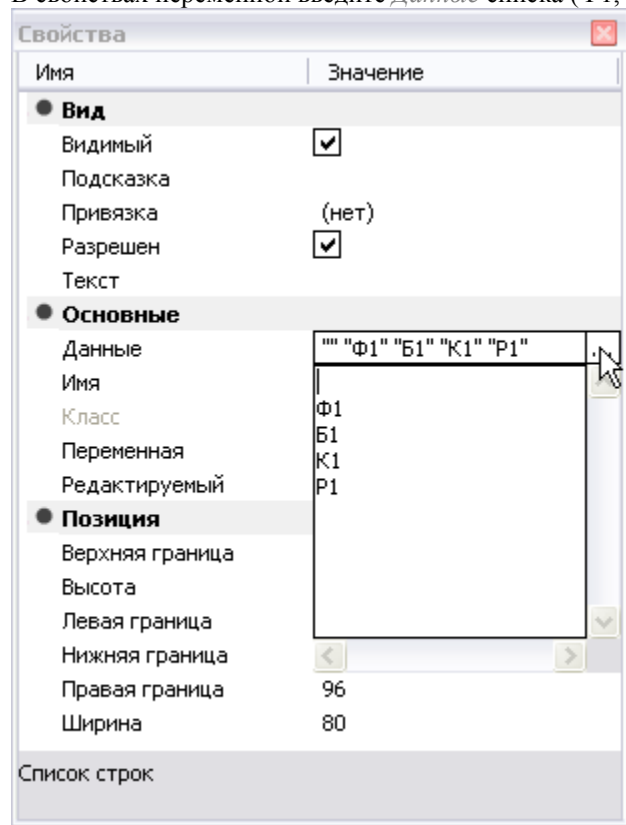 В свойствах переменной введите Данные списка ( Ф1,
Свойства
Имя Значение
Вид
Видимый
Подсказка
Привязка (нет)
Разрешен
Текст
Основные
Данные "" "Ф1" "Б1" "К1" "Р1"
Имя
Ф1
Класс
Б1
Переменная
К1
Редактируемый
Р1
Позиция
Верхняя граница
Высота
Левая граница
Нижняя граница
Правая граница 96
Ширина 80
Список строк